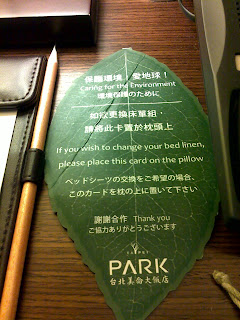 保護環境，愛地球！
Caring for the Environment
環境保護のために
如欲更換床單組，
請將此卡置於枕頭上
If you wish to change your bed linen,
please place this card on the pillow
ベッドシーツの交換をご希望の場合、
このカードを枕の上に置いて下さい
謝謝合作 Thank you
ご協力ありがとうございます
TAIPEI
PARK
台北美侖大飯店